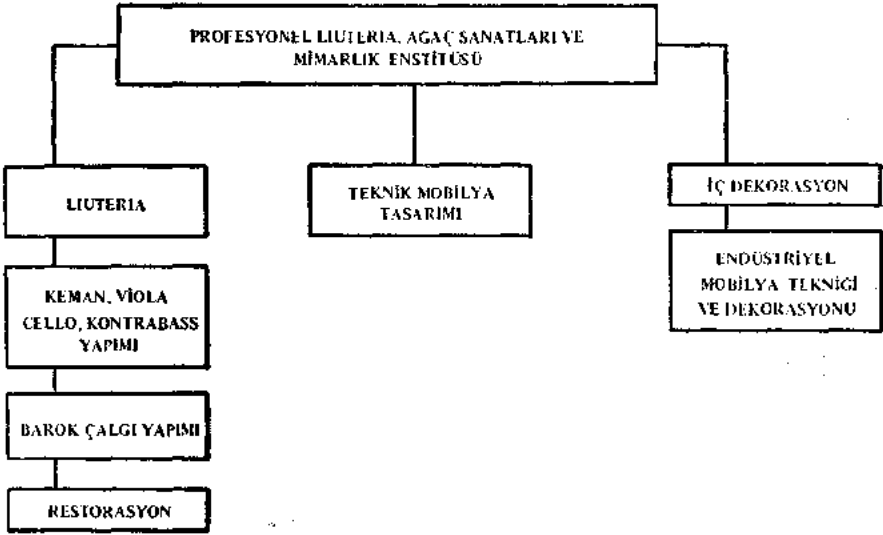 PROFESYONEL LIUTERIA, AGAÇ SANATLARI VE
MİMARLIK ENSTİTÜSÜ
LIUTERIA
TEKNİK MOBİLYA
TASARIMI
İÇ DEKORASYON
KEMAN, VİOLA
CELLO, KONTRABASS
YAPIMI
ENDÜSTRİYEL
MOBİLYA TEKNİĞİ
VE DEKORASYONU
BAROK ÇALGI YAPIMI
RESTORASYON